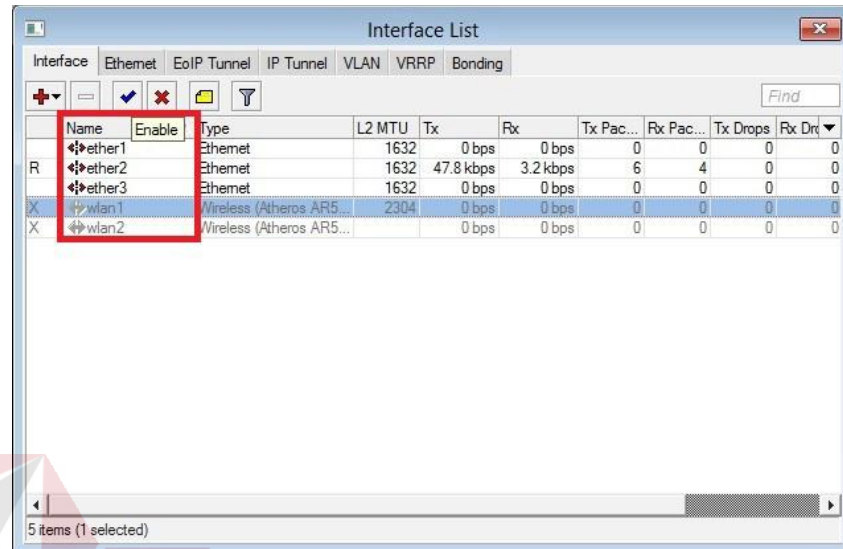 Interface List
Interface Ethernet EoIP Tunnel IP Tunnel VLAN VRRP Bonding
Find
Name Enable Type L2 MTU Tx Rx Tx Pac... Rx Pac... Tx Drops Rx Dro
ether1 Ethernet 1632 0 bps 0 bps 0 0 0 0
R ether2 Ethernet 1632 47.8 kbps 3.2 kbps 6 4 0 0
ether3 Ethernet 1632 0 bps 0 bps 0 0 0 0
X wlan1 Wireless (Atheros AR5... 2304 0 bps 0 bps 0 0 0 0
X wlan2 Wireless (Atheros AR5... 0 bps 0 bps 0 0 0 0
5 items (1 selected)